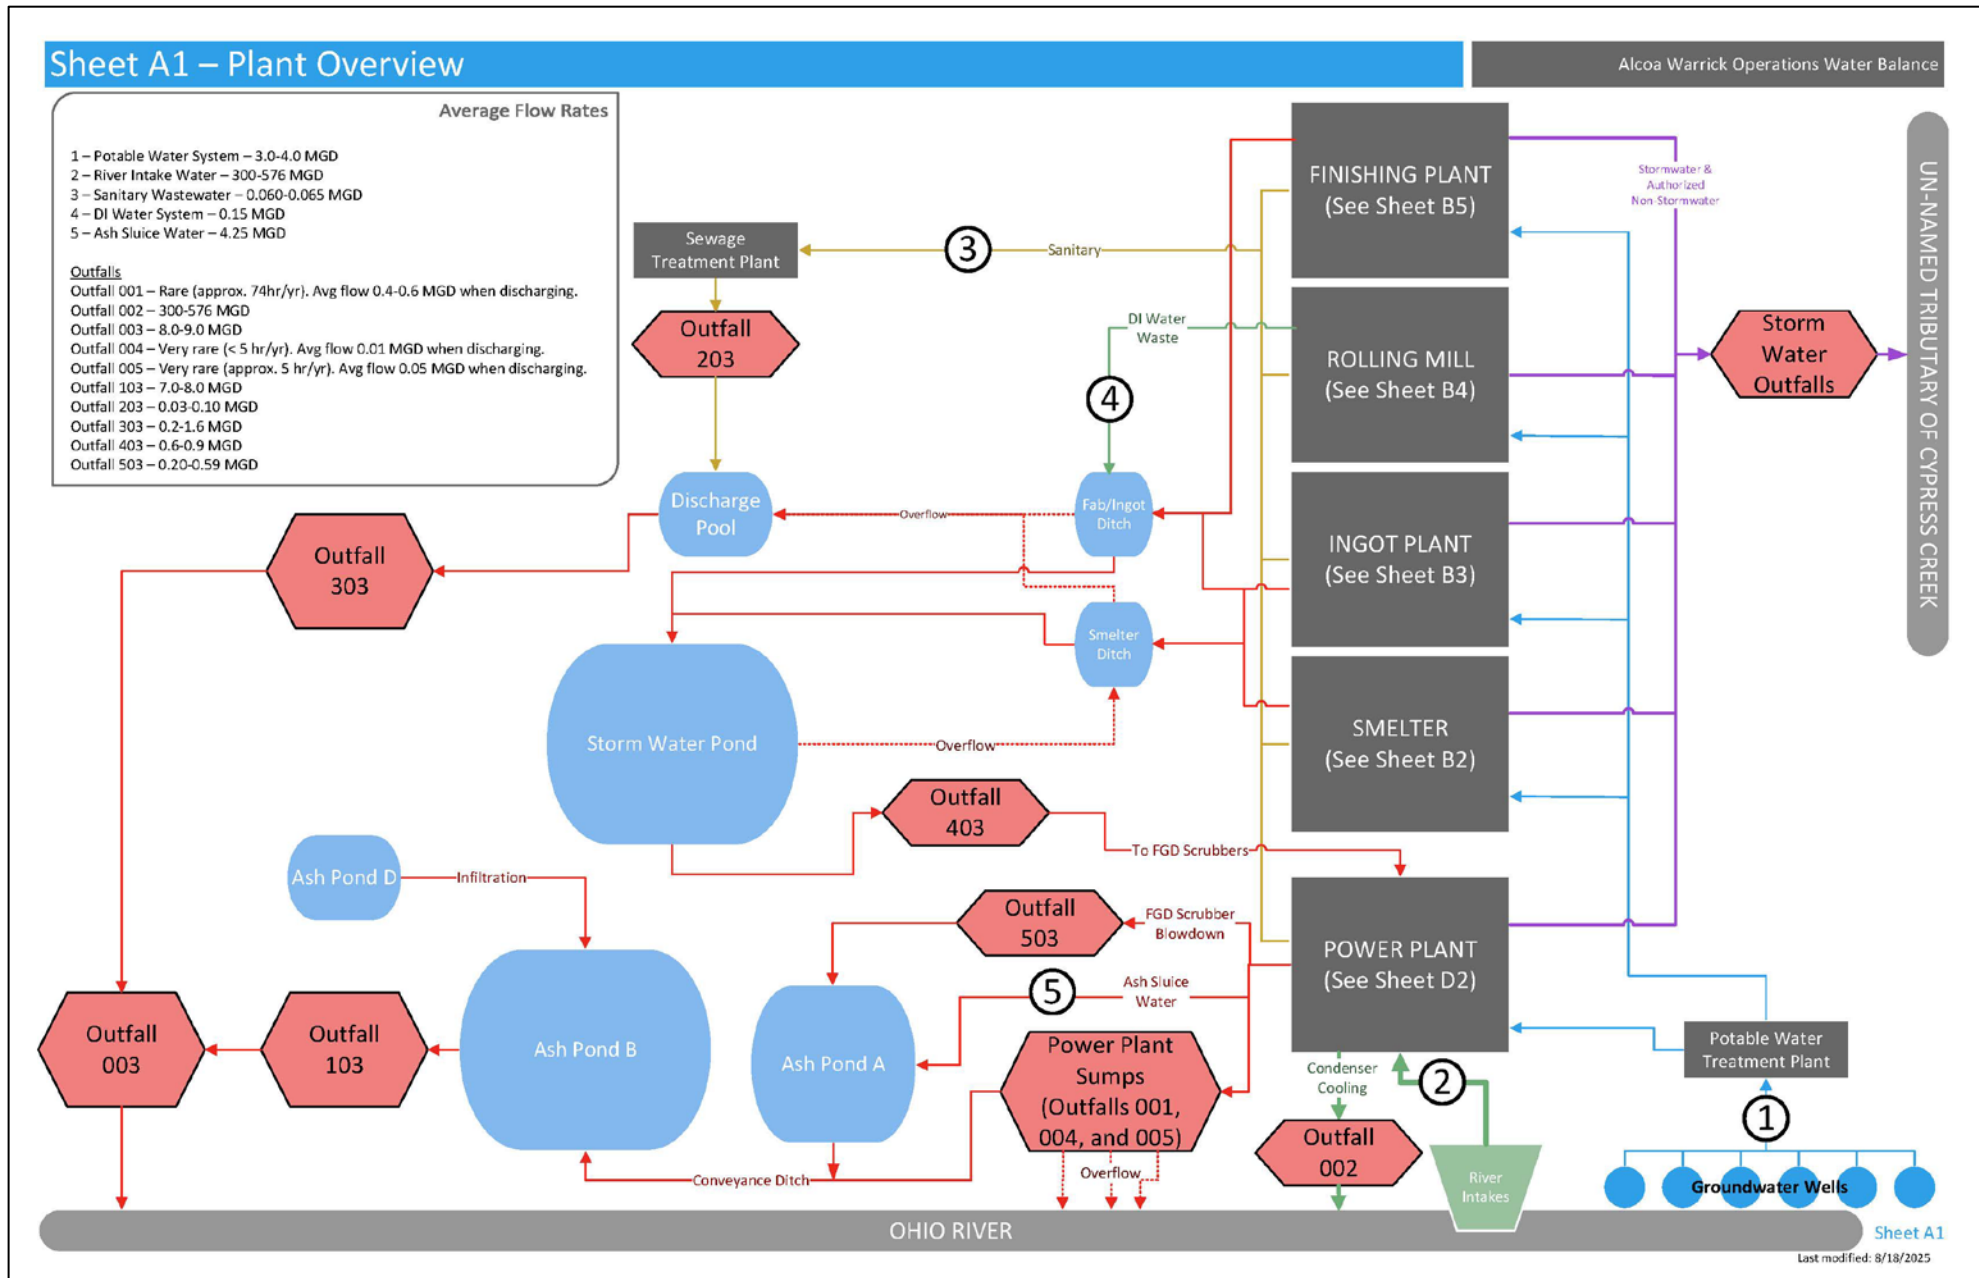 Sheet A1 – Plant Overview
Alcoa Warrick Operations Water Balance
Average Flow Rates
1 – Potable Water System – 3.0-4.0 MGD
2 – River Intake Water – 300-576 MGD
3 – Sanitary Wastewater – 0.060-0.065 MGD
4 – DI Water System – 0.15 MGD
5 – Ash Sluice Water – 4.25 MGD
Outfalls
Outfall 001 – Rare (approx. 74hr/yr). Avg flow 0.4-0.6 MGD when discharging.
Outfall 002 – 300-576 MGD
Outfall 003 – 8.0-9.0 MGD
Outfall 004 – Very rare (< 5 hr/yr). Avg flow 0.01 MGD when discharging.
Outfall 005 – Very rare (approx. 5 hr/yr). Avg flow 0.05 MGD when discharging.
Outfall 103 – 7.0-8.0 MGD
Outfall 203 – 0.03-0.10 MGD
Outfall 303 – 0.2-1.6 MGD
Outfall 403 – 0.6-0.9 MGD
Outfall 503 – 0.20-0.59 MGD
FINISHING PLANT
(See Sheet B5)
Stormwater &
Authorized
Non-Stormwater
UN-NAMED TRIBUTARY OF CYPRESS CREEK
Sewage
Treatment Plant
3
Sanitary
Outfall
203
DI Water
Waste
ROLLING MILL
(See Sheet B4)
Storm
Water
Outfalls
4
Discharge
Pool
Overflow
Fab/Ingot
Ditch
INGOT PLANT
(See Sheet B3)
Outfall
303
Smelter
Ditch
Storm Water Pond
Overflow
SMELTER
(See Sheet B2)
Outfall
403
To FGD Scrubbers
Ash Pond D
Infiltration
Outfall
503
FGD Scrubber
Blowdown
POWER PLANT
(See Sheet D2)
5
Ash Sluice
Water
Outfall
003
Outfall
103
Ash Pond B
Ash Pond A
Power Plant
Sumps
(Outfalls 001,
004, and 005)
Condenser
Cooling
2
Potable Water
Treatment Plant
1
Outfall
002
Conveyance Ditch
Overflow
River
Intakes
Groundwater Wells
OHIO RIVER
Sheet A1
Last modified: 8/18/2025